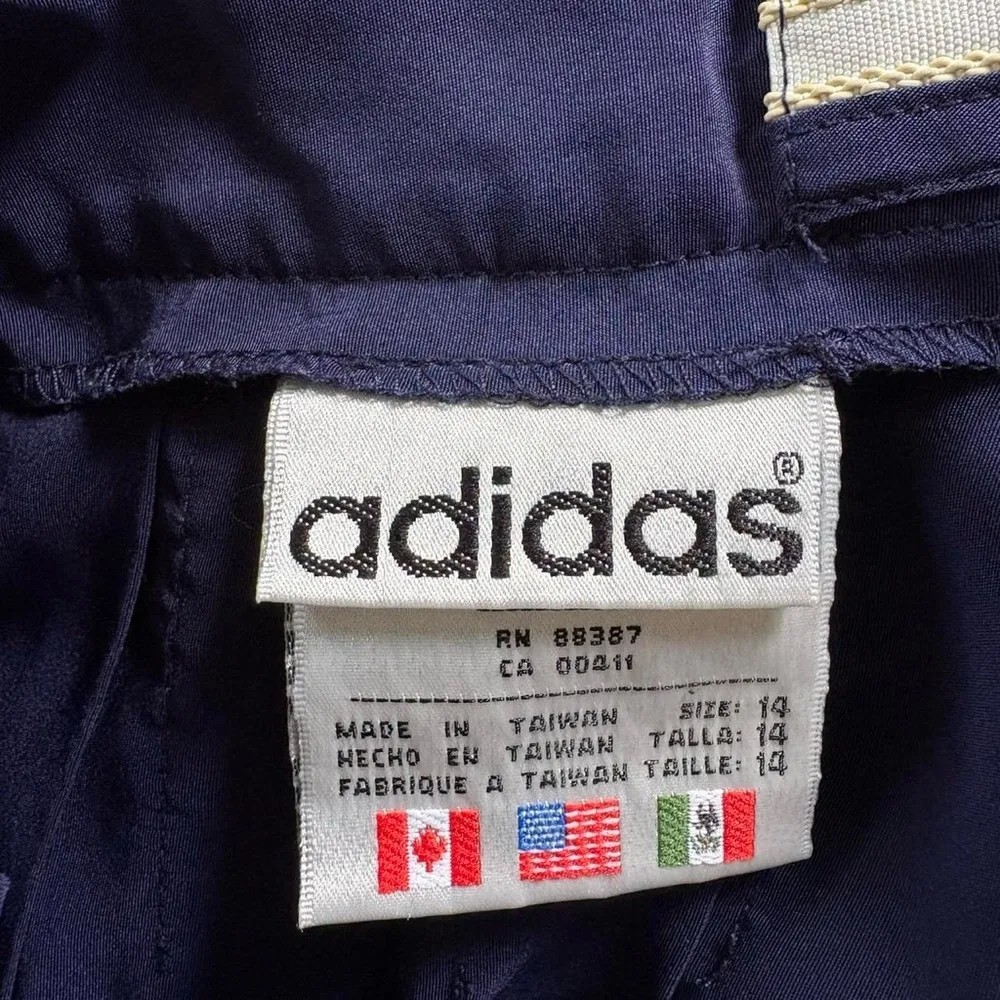 adidas®
RN 88387
CA 00411
MADE IN TAIWAN SIZE: 14
HECHO EN TAIWAN TALLA: 14
FABRIQUE A TAIWAN TAILLE: 14